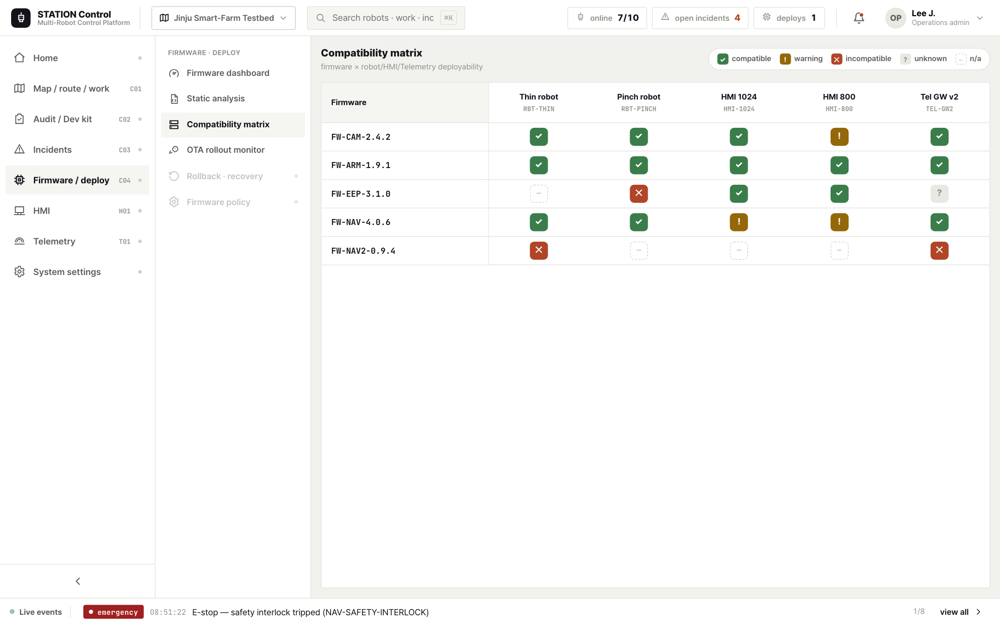 STATION Control
Multi-Robot Control Platform
Jinju Smart-Farm Testbed
Search robots · work · inc
⌘K
online 7/10
open incidents 4
deploys 1
OP
Lee J.
Operations admin
Home
Map / route / work C01
Audit / Dev kit C02
Incidents C03
Firmware / deploy C04
HMI H01
Telemetry T01
System settings
FIRMWARE · DEPLOY
Firmware dashboard
Static analysis
Compatibility matrix
OTA rollout monitor
Rollback · recovery
Firmware policy
Compatibility matrix
firmware × robot/HMI/Telemetry deployability
compatible ! warning incompatible ? unknown – n/a
Firmware
Thin robot Pinch robot HMI 1024 HMI 800 Tel GW v2
RBT-THIN RBT-PINCH HMI-1024 HMI-800 TEL-GW2
FW-CAM-2.4.2 !
FW-ARM-1.9.1
FW-EEP-3.1.0 – ?
FW-NAV-4.0.6 ! !
FW-NAV2-0.9.4 – – –
Live events
emergency 08:51:22 E-stop — safety interlock tripped (NAV-SAFETY-INTERLOCK)
1/8 view all